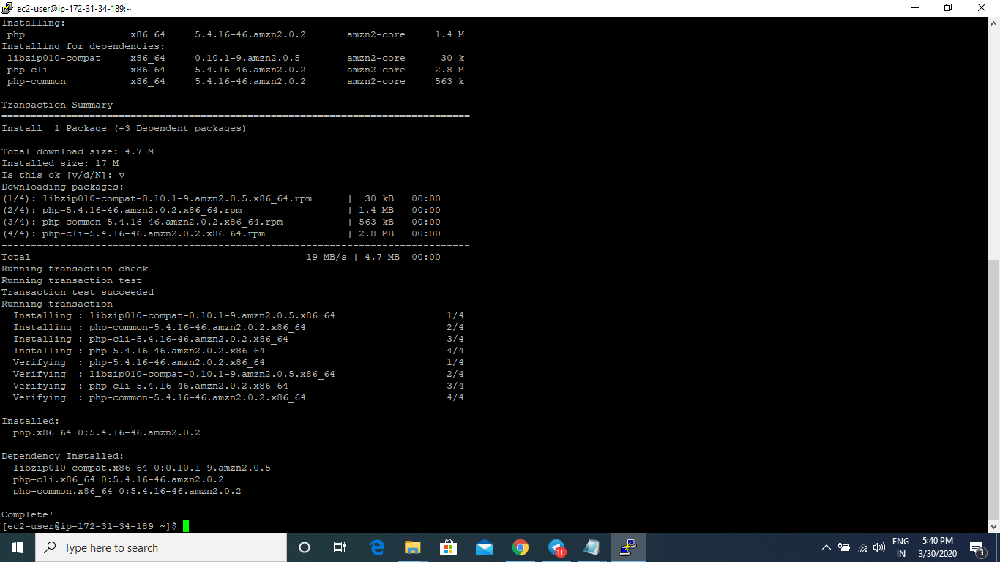 ec2-user@ip-172-31-34-189:~
Installing:
php x86_64 5.4.16-46.amzn2.0.2 amzn2-core 1.4 M
Installing for dependencies:
libzip010-compat x86_64 0.10.1-9.amzn2.0.5 amzn2-core 30 k
php-cli x86_64 5.4.16-46.amzn2.0.2 amzn2-core 2.8 M
php-common x86_64 5.4.16-46.amzn2.0.2 amzn2-core 563 k
Transaction Summary
================================================================================
Install 1 Package (+3 Dependent packages)
Total download size: 4.7 M
Installed size: 17 M
Is this ok [y/d/N]: y
Downloading packages:
(1/4): libzip010-compat-0.10.1-9.amzn2.0.5.x86_64.rpm | 30 kB 00:00
(2/4): php-5.4.16-46.amzn2.0.2.x86_64.rpm | 1.4 MB 00:00
(3/4): php-common-5.4.16-46.amzn2.0.2.x86_64.rpm | 563 kB 00:00
(4/4): php-cli-5.4.16-46.amzn2.0.2.x86_64.rpm | 2.8 MB 00:00
--------------------------------------------------------------------------------
Total 19 MB/s | 4.7 MB 00:00
Running transaction check
Running transaction test
Transaction test succeeded
Running transaction
Installing : libzip010-compat-0.10.1-9.amzn2.0.5.x86_64 1/4
Installing : php-common-5.4.16-46.amzn2.0.2.x86_64 2/4
Installing : php-cli-5.4.16-46.amzn2.0.2.x86_64 3/4
Installing : php-5.4.16-46.amzn2.0.2.x86_64 4/4
Verifying : php-5.4.16-46.amzn2.0.2.x86_64 1/4
Verifying : libzip010-compat-0.10.1-9.amzn2.0.5.x86_64 2/4
Verifying : php-cli-5.4.16-46.amzn2.0.2.x86_64 3/4
Verifying : php-common-5.4.16-46.amzn2.0.2.x86_64 4/4
Installed:
php.x86_64 0:5.4.16-46.amzn2.0.2
Dependency Installed:
libzip010-compat.x86_64 0:0.10.1-9.amzn2.0.5
php-cli.x86_64 0:5.4.16-46.amzn2.0.2
php-common.x86_64 0:5.4.16-46.amzn2.0.2
Complete!
[ec2-user@ip-172-31-34-189 ~]$
Type here to search
16
ENG
IN
5:40 PM
3/30/2020
3